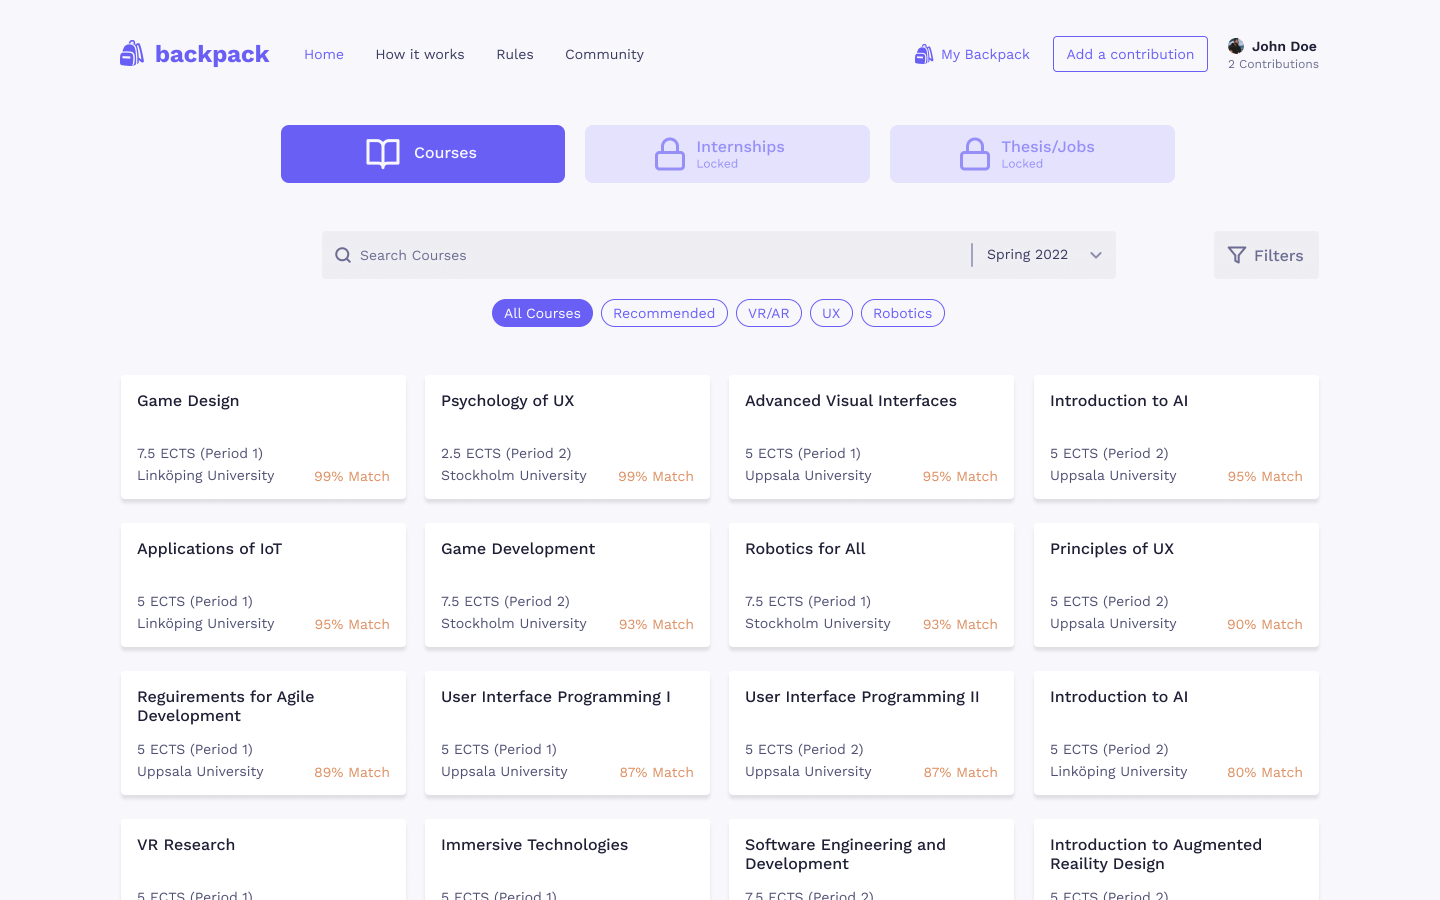 backpack
Home
How it works
Rules
Community
My Backpack
Add a contribution
John Doe
2 Contributions
Courses
Internships
Locked
Thesis/Jobs
Locked
Search Courses
Spring 2022
Filters
All Courses
Recommended
VR/AR
UX
Robotics
Game Design
7.5 ECTS (Period 1)
Linköping University
99% Match
Psychology of UX
2.5 ECTS (Period 2)
Stockholm University
99% Match
Advanced Visual Interfaces
5 ECTS (Period 1)
Uppsala University
95% Match
Introduction to AI
5 ECTS (Period 2)
Uppsala University
95% Match
Applications of IoT
5 ECTS (Period 1)
Linköping University
95% Match
Game Development
7.5 ECTS (Period 2)
Stockholm University
93% Match
Robotics for All
7.5 ECTS (Period 1)
Stockholm University
93% Match
Principles of UX
5 ECTS (Period 2)
Uppsala University
90% Match
Reguirements for Agile
Development
5 ECTS (Period 1)
Uppsala University
89% Match
User Interface Programming I
5 ECTS (Period 1)
Uppsala University
87% Match
User Interface Programming II
5 ECTS (Period 2)
Uppsala University
87% Match
Introduction to AI
5 ECTS (Period 2)
Linköping University
80% Match
VR Research
5 ECTS (Period 1)
Immersive Technologies
5 ECTS (Period 1)
Software Engineering and
Development
7.5 ECTS (Period 2)
Introduction to Augmented
Reaility Design
5 ECTS (Period 2)